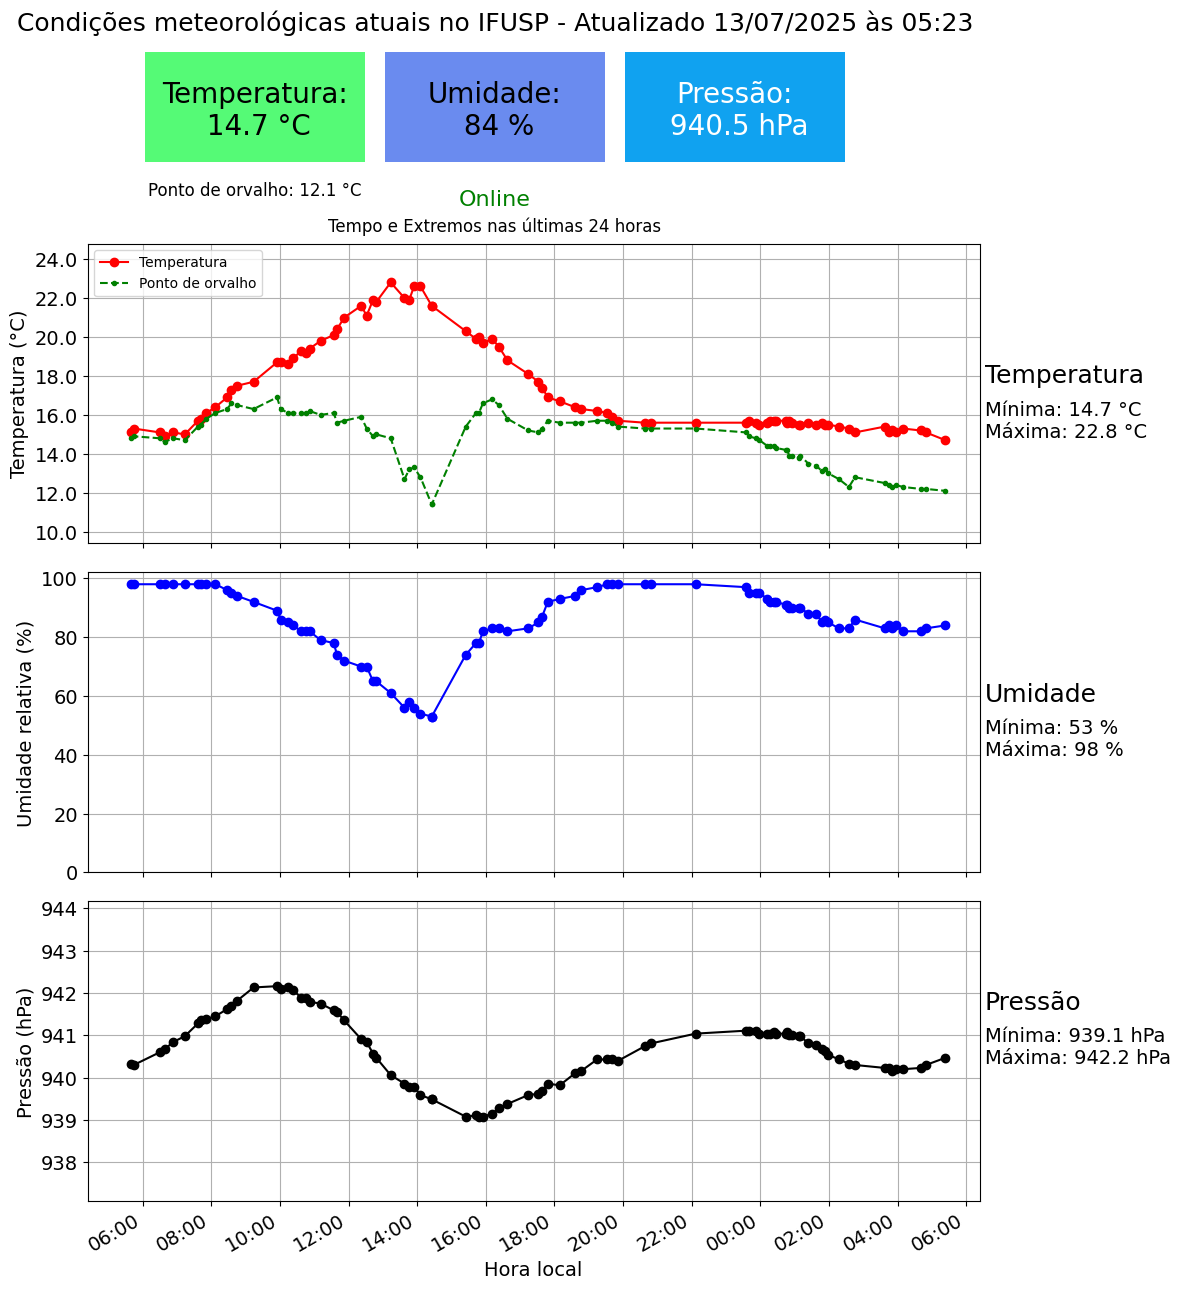 Condições meteorológicas atuais no IFUSP - Atualizado 13/07/2025 às 05:23
Temperatura:
14.7 °C
Umidade:
84 %
Pressão:
940.5 hPa
Ponto de orvalho: 12.1 °C
Online
Tempo e Extremos nas últimas 24 horas
Temperatura (°C)
24.0
22.0
20.0
18.0
16.0
14.0
12.0
10.0
Temperatura
Ponto de orvalho
Temperatura
Mínima: 14.7 °C
Máxima: 22.8 °C
Umidade relativa (%)
100
80
60
40
20
0
Umidade
Mínima: 53 %
Máxima: 98 %
Pressão (hPa)
944
943
942
941
940
939
938
Pressão
Mínima: 939.1 hPa
Máxima: 942.2 hPa
06:00
08:00
10:00
12:00
14:00
16:00
18:00
20:00
22:00
00:00
02:00
04:00
06:00
Hora local